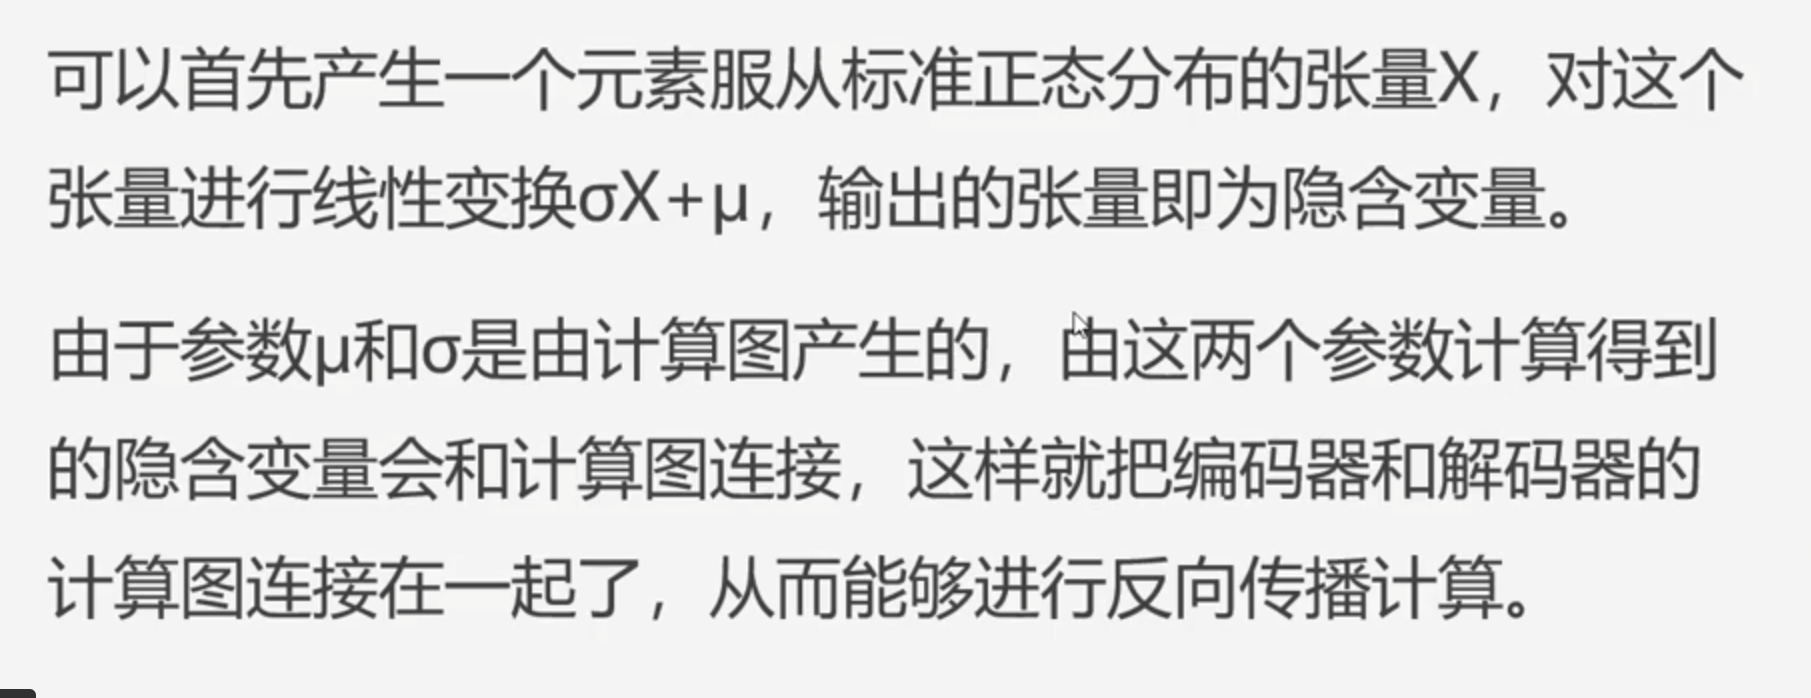 可以首先产生一个元素服从标准正态分布的张量X，对这个
张量进行线性变换σX+μ，输出的张量即为隐含变量。
由于参数μ和σ是由计算图产生的，由这两个参数计算得到
的隐含变量会和计算图连接，这样就把编码器和解码器的
计算图连接在一起了，从而能够进行反向传播计算。